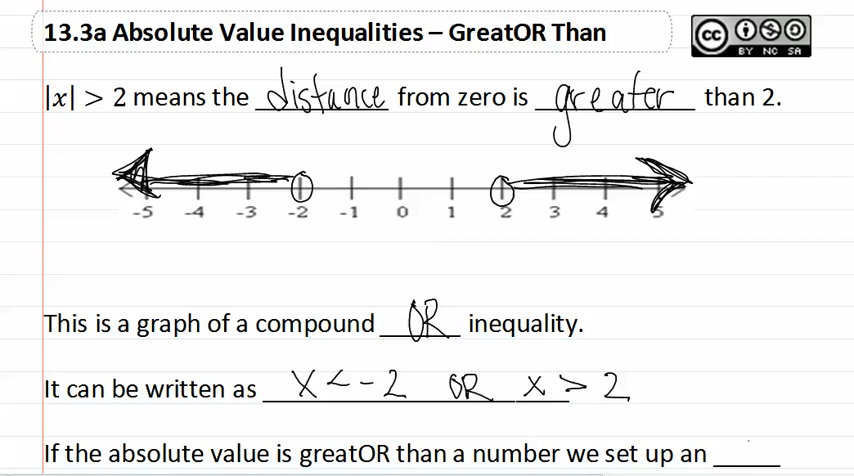 13.3a Absolute Value Inequalities – GreatOR Than
cc BY NC SA
|x| > 2 means the distance from zero is greater than 2.
-5 -4 -3 -2 -1 0 1 2 3 4 5
This is a graph of a compound OR inequality.
It can be written as x < -2 OR x > 2
If the absolute value is greatOR than a number we set up an ______